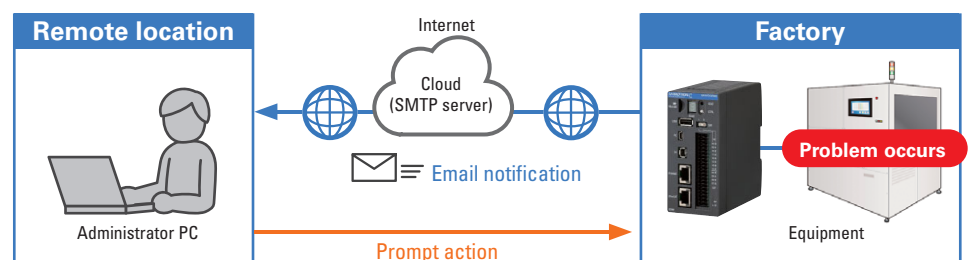 Remote location
Internet
Factory
Cloud
(SMTP server)
Problem occurs
Email notification
Administrator PC
Equipment
Prompt action